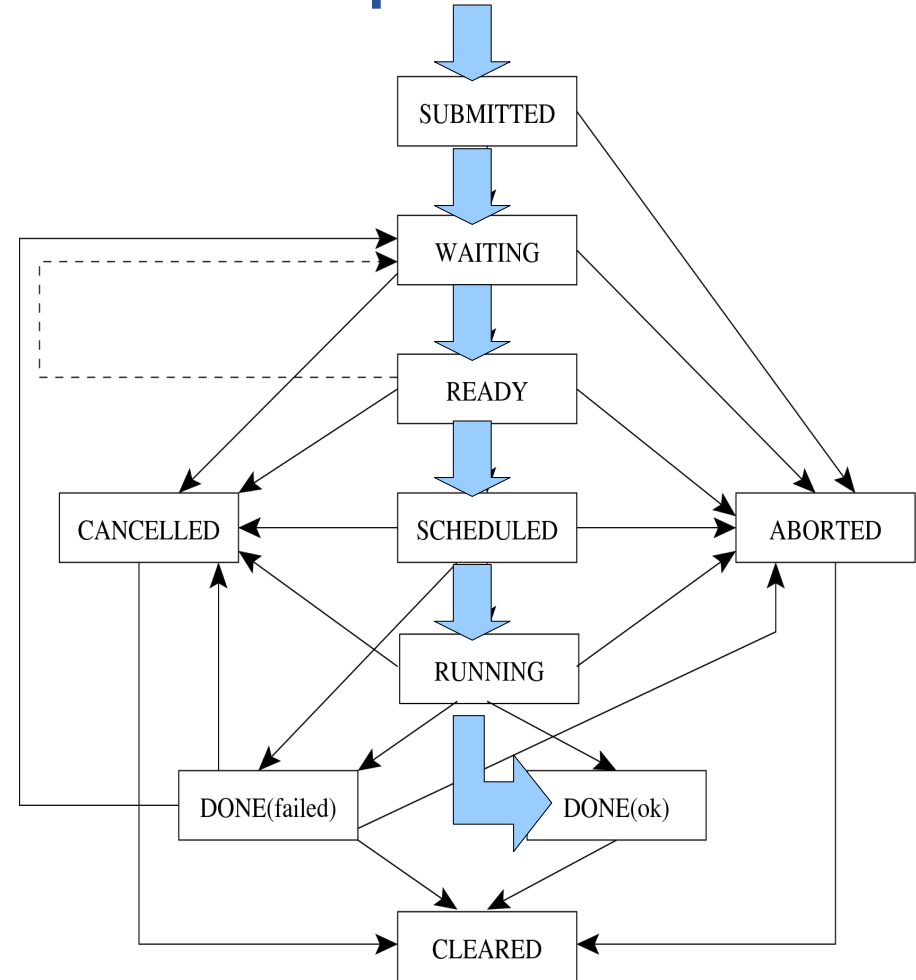 SUBMITTED
WAITING
READY
CANCELLED
SCHEDULED
ABORTED
RUNNING
DONE(failed)
DONE(ok)
CLEARED